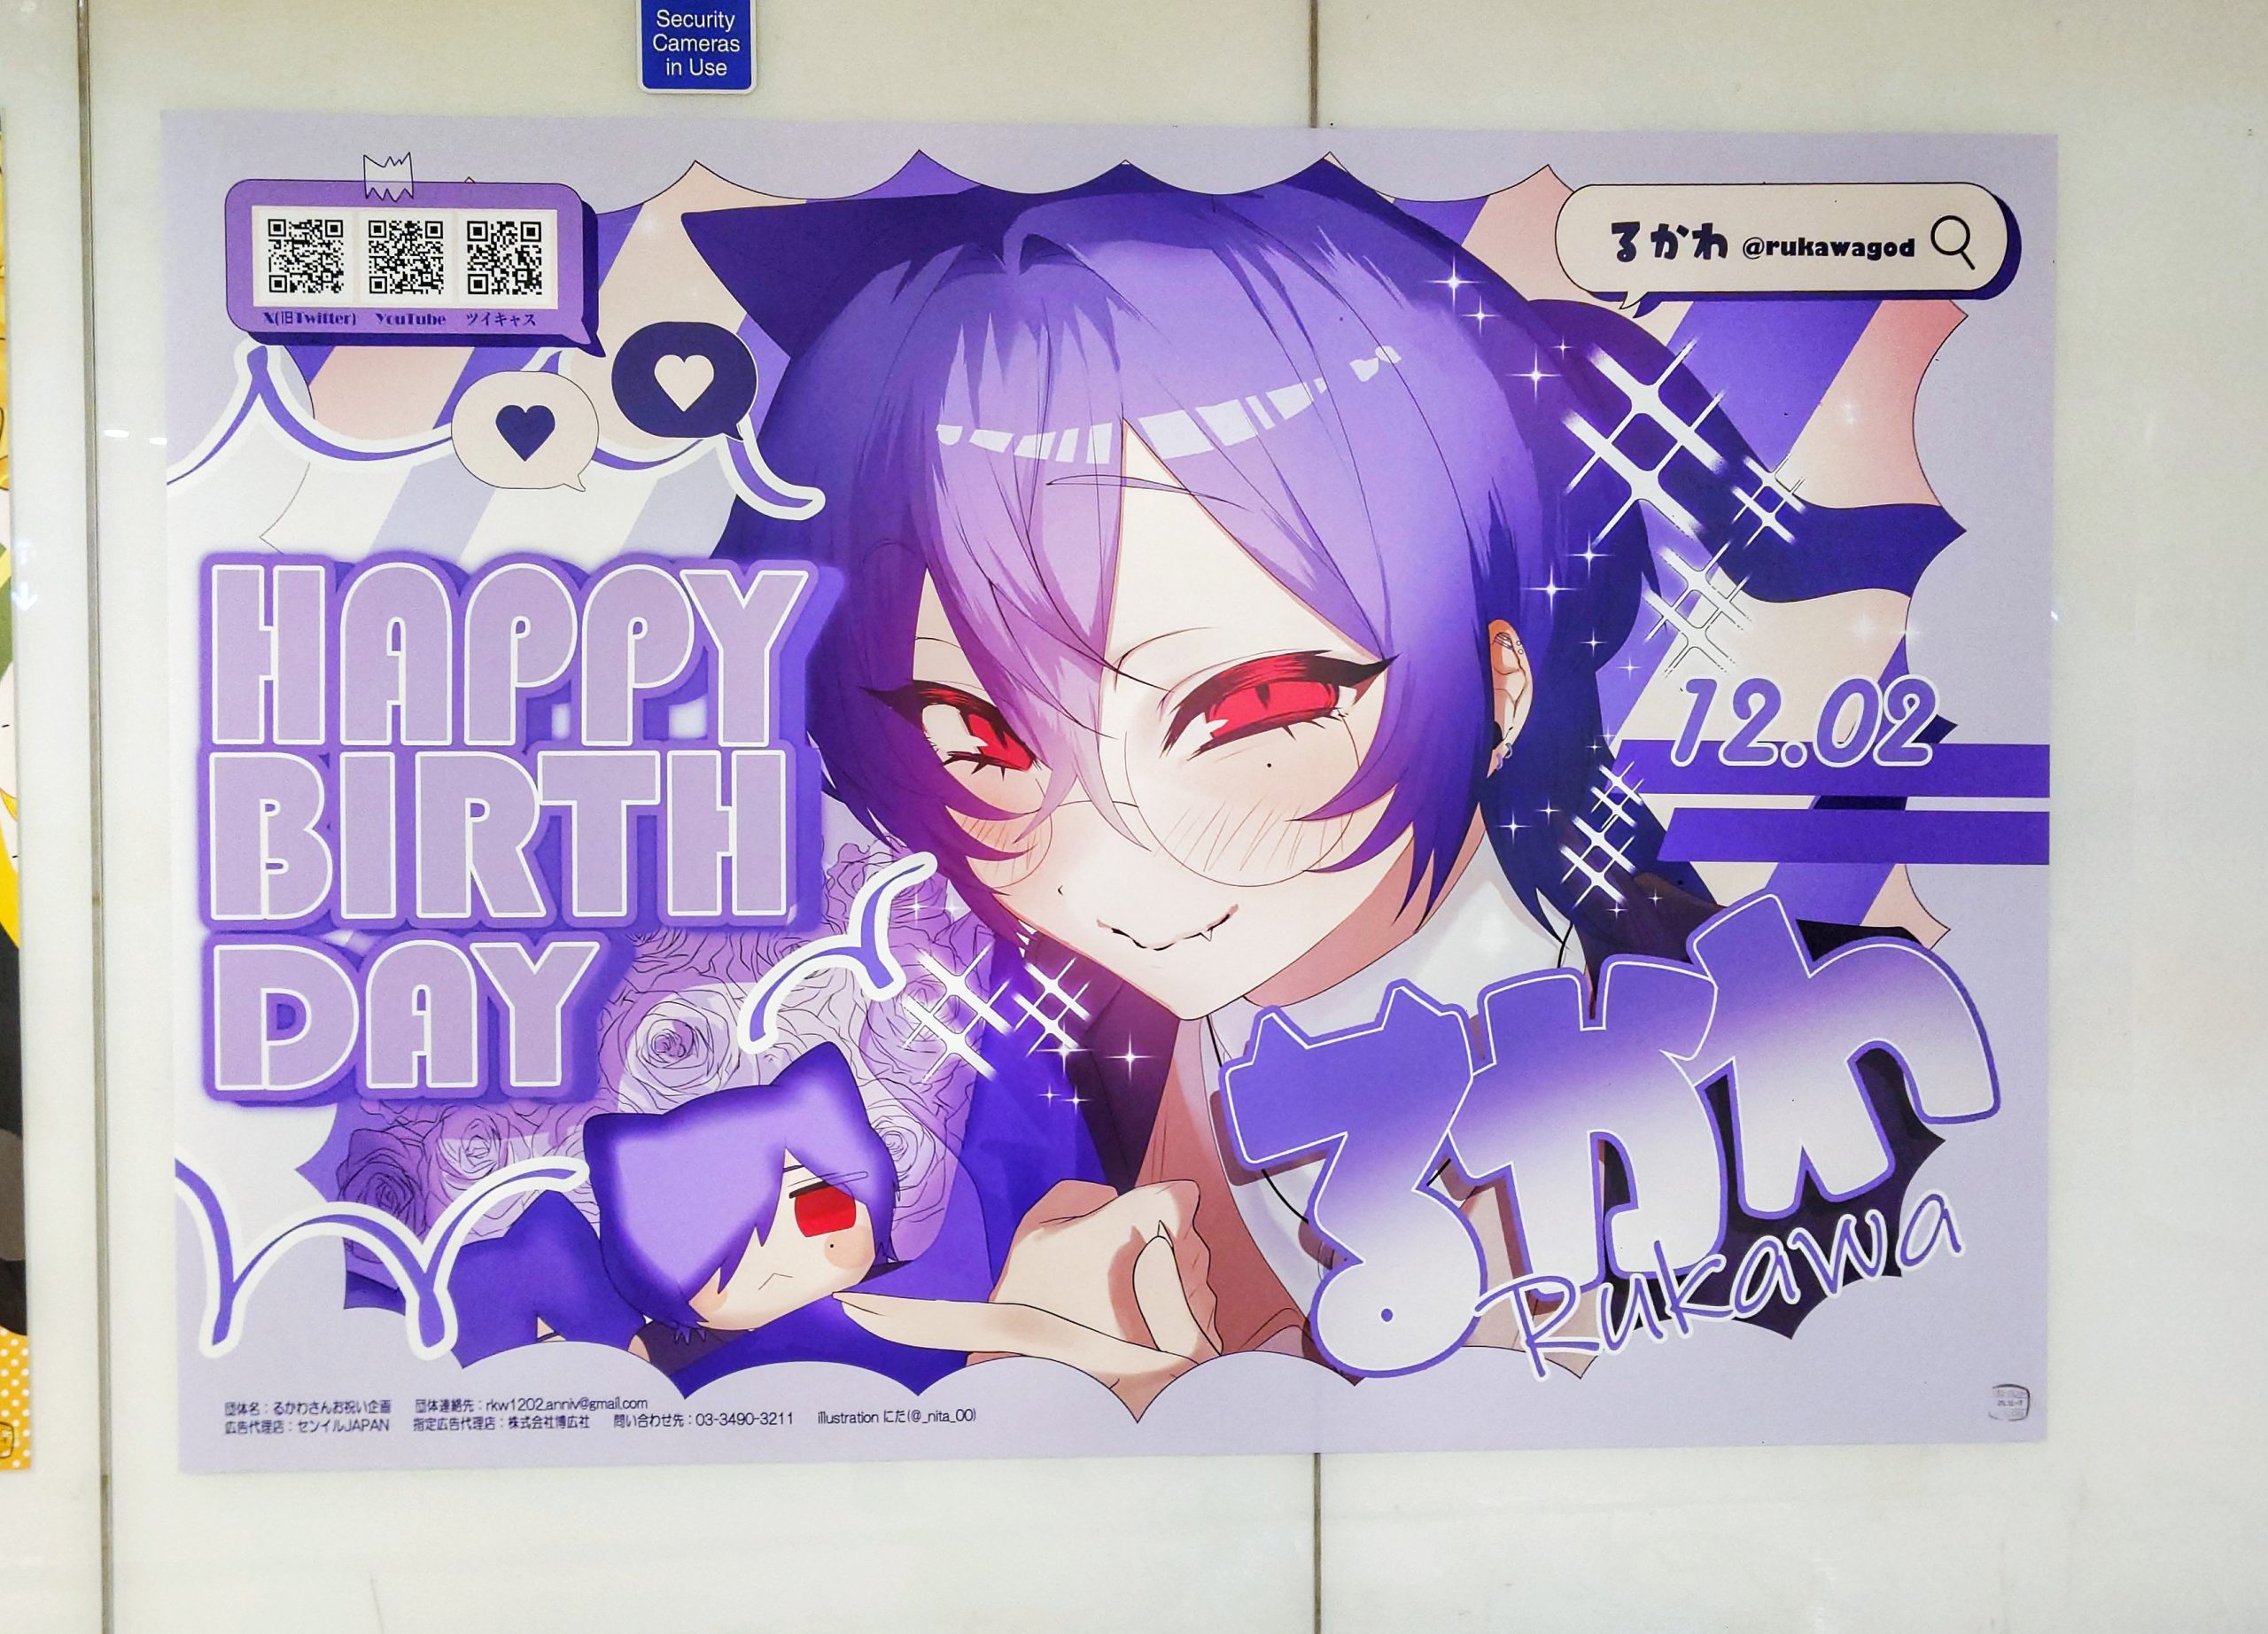 Security
Cameras
in Use
X(旧Twitter) YouTube ツイキャス
るかわ @rukawagod
HAPPY
BIRTH
DAY
12.02
るかわ
Rukawa
団体名：るかわさんお祝い企画 団体連絡先：rkw1202.anniv@gmail.com
広告代理店：センイルJAPAN 指定広告代理店：株式会社博広社 問い合わせ先：03-3490-3211 illustration にた(@_nita_00)